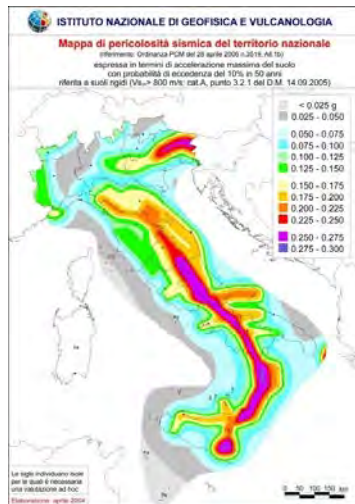 ISTITUTO NAZIONALE DI GEOFISICA E VULCANOLOGIA
Mappa di pericolosità sismica del territorio nazionale
(riferimento: Ordinanza PCM del 28 aprile 2006 n.3519, All.1b)
espressa in termini di accelerazione massima del suolo
con probabilità di eccedenza del 10% in 50 anni
riferita a suoli rigidi (Vs₃₀> 800 m/s; cat.A, punto 3.2.1 del D.M. 14.09.2005)
< 0.025 g
0.025 - 0.050
0.050 - 0.075
0.075 - 0.100
0.100 - 0.125
0.125 - 0.150
0.150 - 0.175
0.175 - 0.200
0.200 - 0.225
0.225 - 0.250
0.250 - 0.275
0.275 - 0.300
Le sigle individuano isole
per le quali è necessaria
una valutazione ad hoc
Elaborazione: aprile 2004
0 50 100 150 km